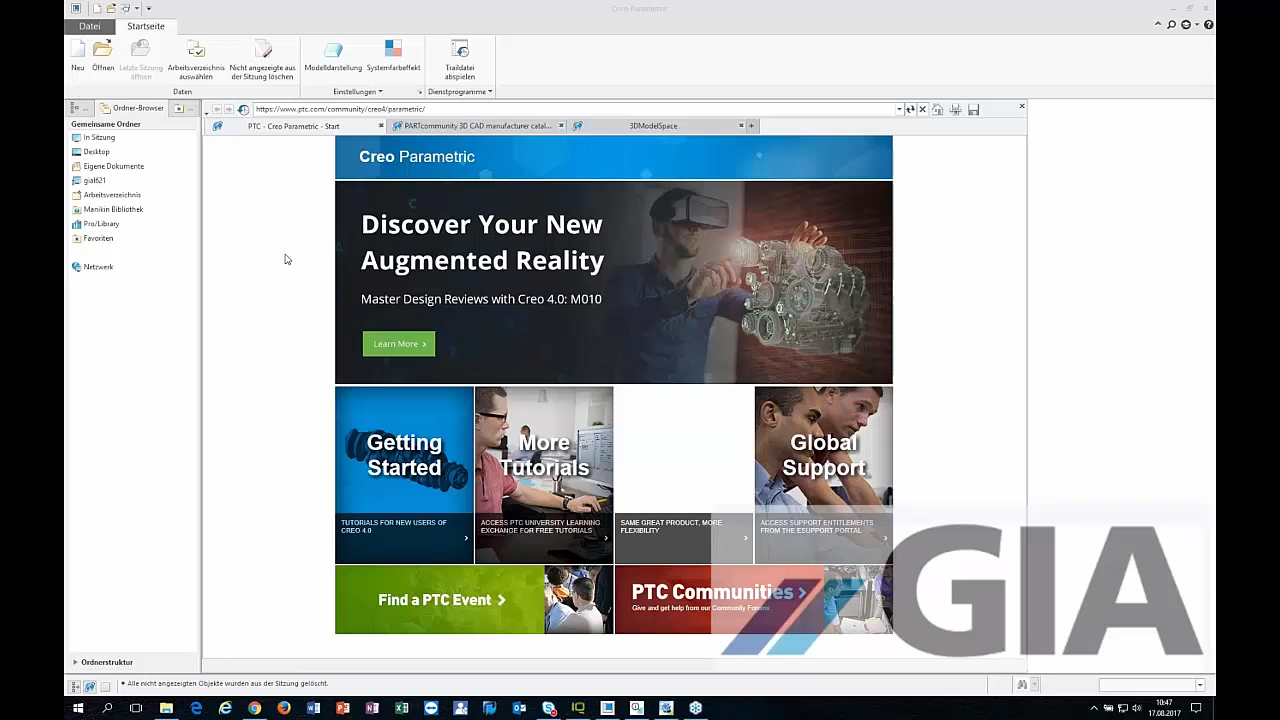 Creo Parametric
Datei
Startseite
Neu
Öffnen
Letzte Sitzung öffnen
Arbeitsverzeichnis auswählen
Nicht angezeigte aus der Sitzung löschen
Modelldarstellung
Systemfarbeffekt
Traildatei abspielen
Daten
Einstellungen
Dienstprogramme
Ordner-Browser
https://www.ptc.com/community/creo4/parametric/
PTC - Creo Parametric - Start
PARTcommunity 3D CAD manufacturer catal...
3DModelSpace
Gemeinsame Ordner
In Sitzung
Desktop
Eigene Dokumente
gial621
Arbeitsverzeichnis
Manikin Bibliothek
Pro/Library
Favoriten
Netzwerk
Creo Parametric
Discover Your New
Augmented Reality
Master Design Reviews with Creo 4.0: M010
Learn More
Getting
Started
TUTORIALS FOR NEW USERS OF
CREO 4.0
More
Tutorials
ACCESS PTC UNIVERSITY LEARNING
EXCHANGE FOR FREE TUTORIALS
SAME GREAT PRODUCT, MORE
FLEXIBILITY
Global
Support
ACCESS SUPPORT ENTITLEMENTS
FROM THE ESUPPORT PORTAL
Find a PTC Event
PTC Communities
Give and get help from our Community Forums
GIA
Ordnerstruktur
• Alle nicht angezeigten Objekte wurden aus der Sitzung gelöscht.
10:47
17.08.2017